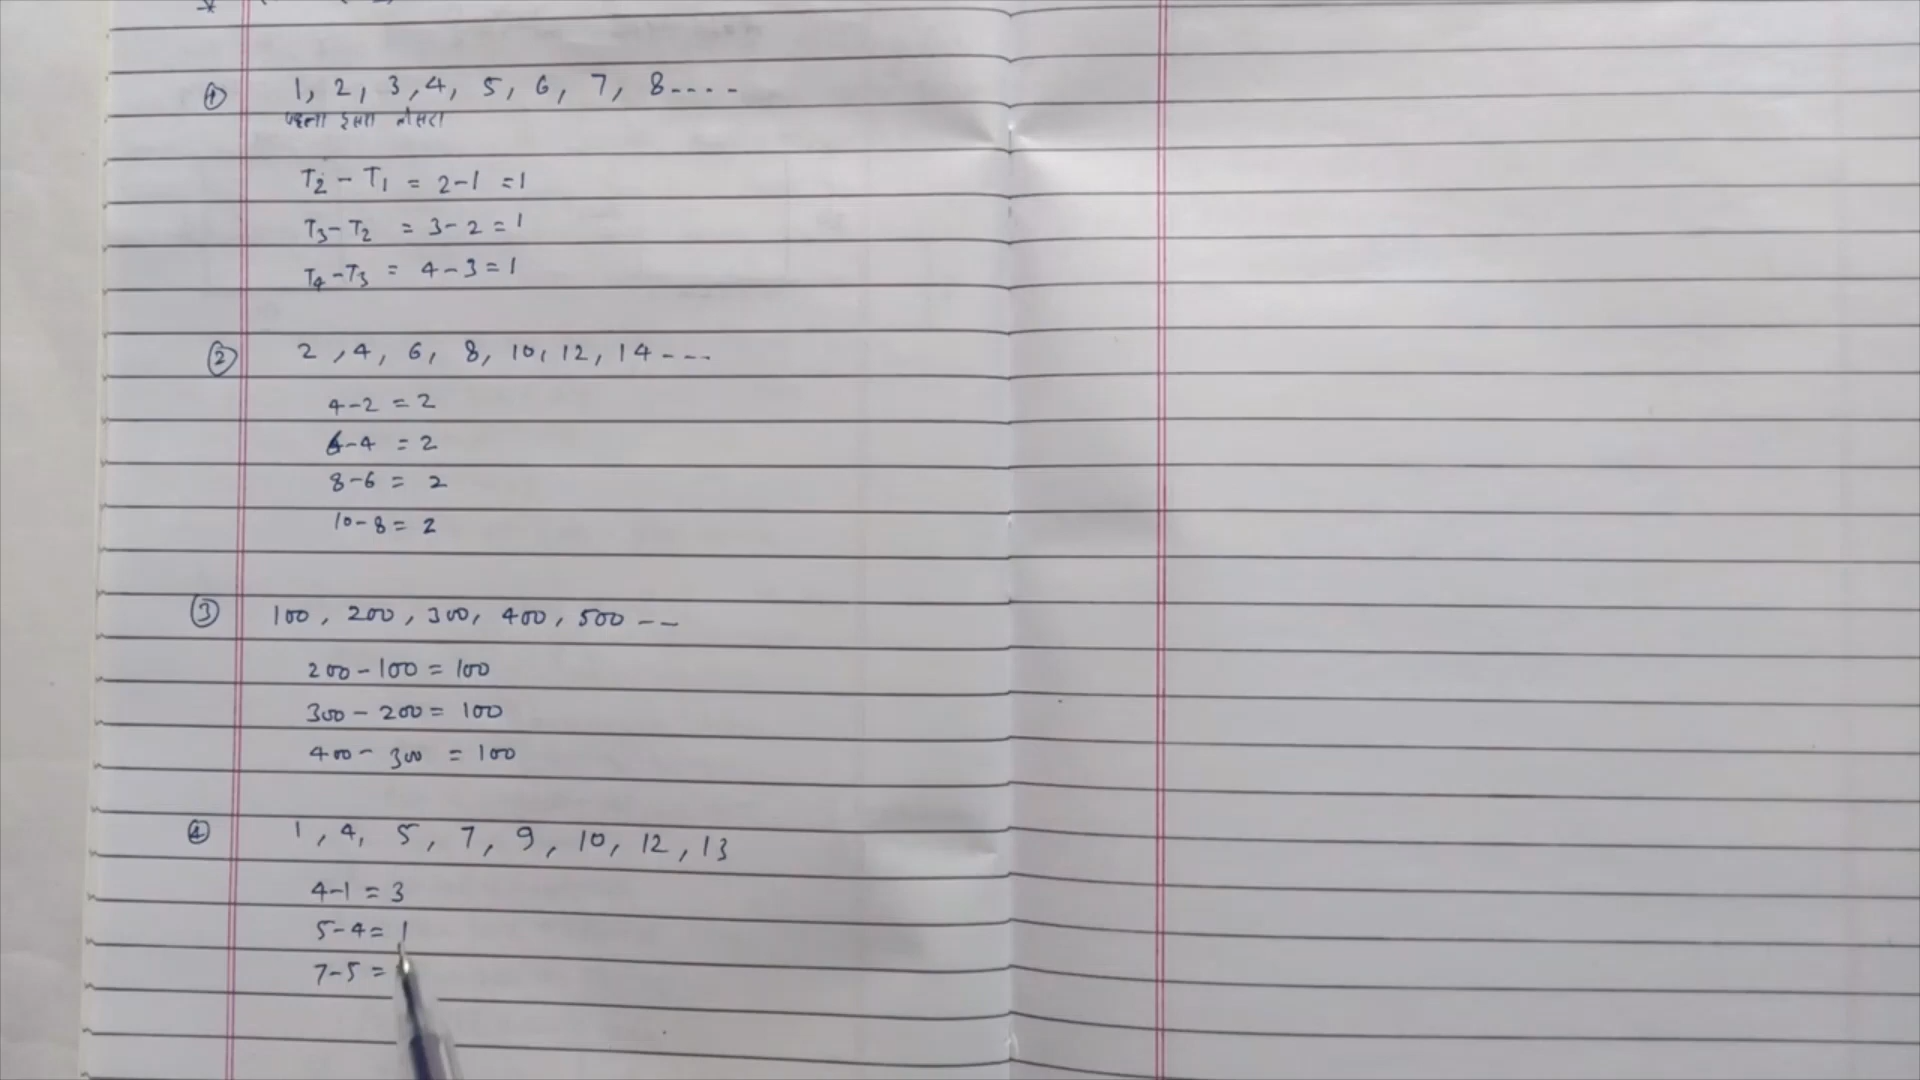 ① 1, 2, 3, 4, 5, 6, 7, 8....
पहला दूसरा तीसरा
T2 - T1 = 2-1 = 1
T3 - T2 = 3-2 = 1
T4 - T3 = 4-3 = 1
② 2, 4, 6, 8, 10, 12, 14 ---
4-2 = 2
6-4 = 2
8-6 = 2
10-8 = 2
③ 100, 200, 300, 400, 500 --
200-100 = 100
300-200 = 100
400-300 = 100
④ 1, 4, 5, 7, 9, 10, 12, 13
4-1 = 3
5-4 = 1
7-5 =